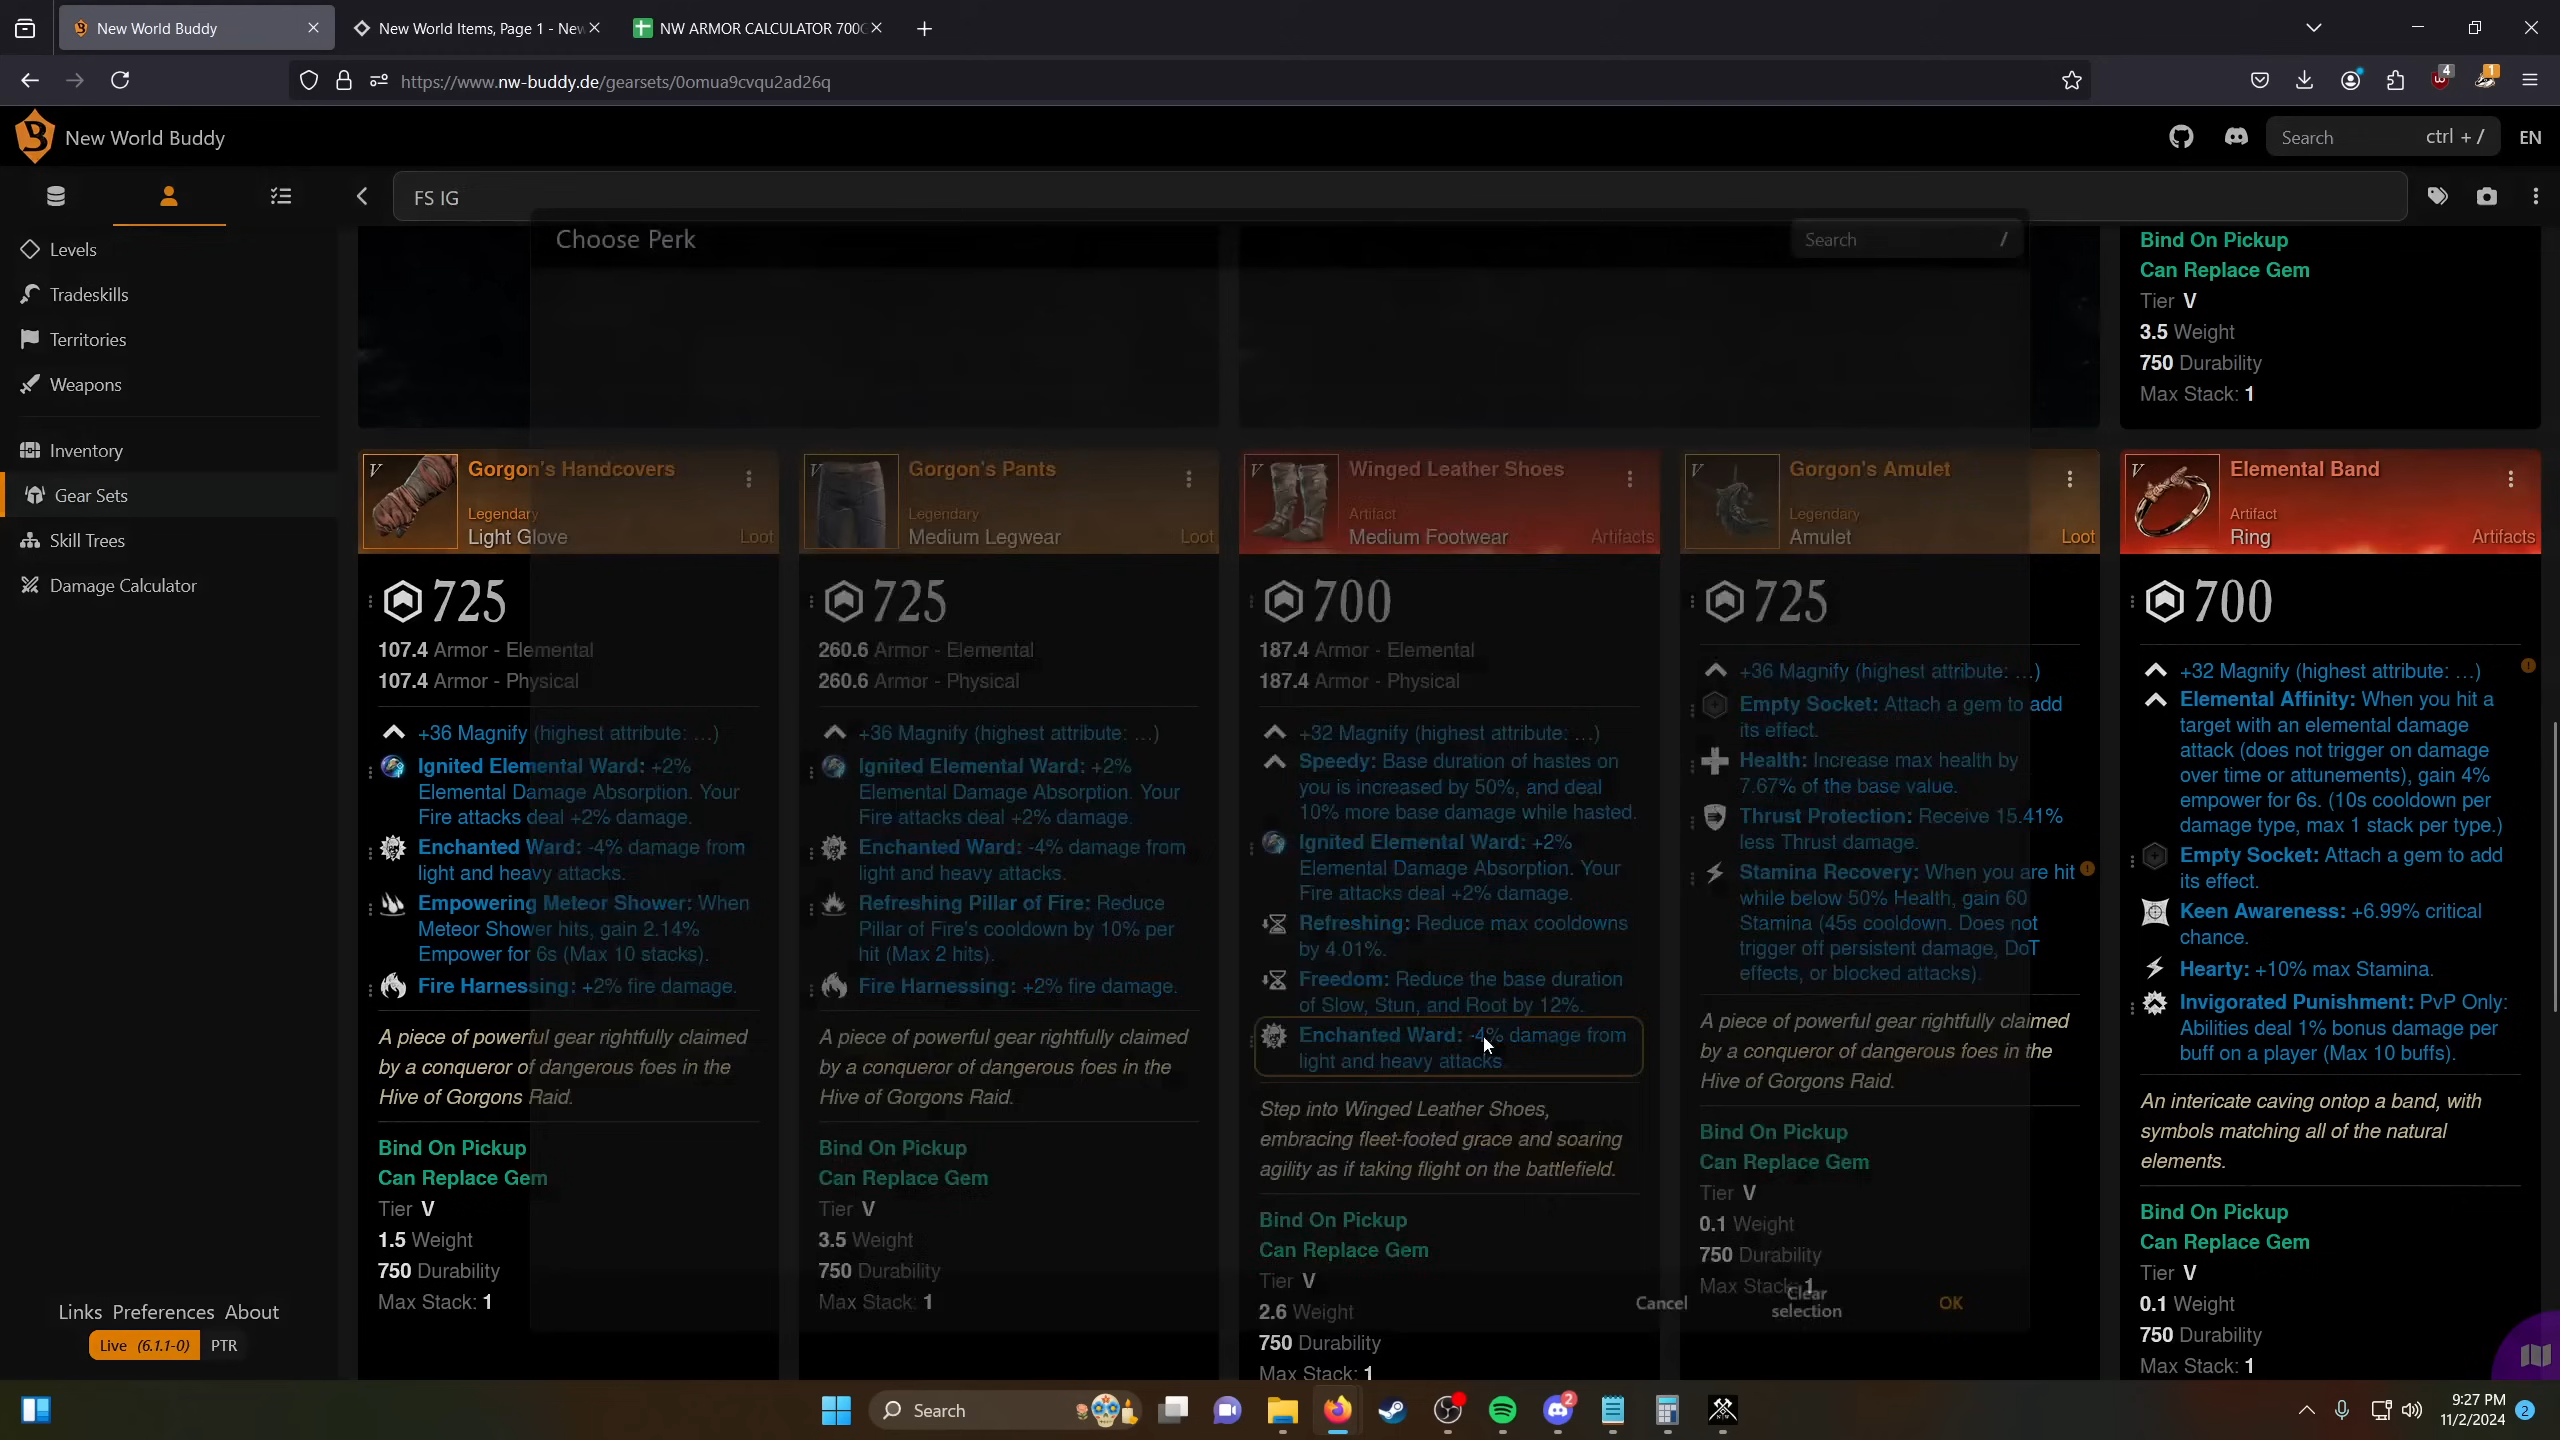 New World Buddy
New World Items, Page 1 - New
NW ARMOR CALCULATOR 700G
https://www.nw-buddy.de/gearsets/0omua9cvqu2ad26q
4
1
New World Buddy
Search ctrl + /
EN
FS IG
Choose Perk
Search /
Levels
Tradeskills
Territories
Weapons
Inventory
Gear Sets
Skill Trees
Damage Calculator
Links Preferences About
Live (6.1.1-0) PTR
Bind On Pickup
Can Replace Gem
Tier V
3.5 Weight
750 Durability
Max Stack: 1
V
Gorgon's Handcovers
Legendary
Light Glove
Loot
725
107.4 Armor - Elemental
107.4 Armor - Physical
+36 Magnify (highest attribute: ...)
Ignited Elemental Ward: +2%
Elemental Damage Absorption. Your
Fire attacks deal +2% damage.
Enchanted Ward: -4% damage from
light and heavy attacks.
Empowering Meteor Shower: When
Meteor Shower hits, gain 2.14%
Empower for 6s (Max 10 stacks).
Fire Harnessing: +2% fire damage.
A piece of powerful gear rightfully claimed
by a conqueror of dangerous foes in the
Hive of Gorgons Raid.
Bind On Pickup
Can Replace Gem
Tier V
1.5 Weight
750 Durability
Max Stack: 1
V
Gorgon's Pants
Legendary
Medium Legwear
Loot
725
260.6 Armor - Elemental
260.6 Armor - Physical
+36 Magnify (highest attribute: ...)
Ignited Elemental Ward: +2%
Elemental Damage Absorption. Your
Fire attacks deal +2% damage.
Enchanted Ward: -4% damage from
light and heavy attacks.
Refreshing Pillar of Fire: Reduce
Pillar of Fire's cooldown by 10% per
hit (Max 2 hits).
Fire Harnessing: +2% fire damage.
A piece of powerful gear rightfully claimed
by a conqueror of dangerous foes in the
Hive of Gorgons Raid.
Bind On Pickup
Can Replace Gem
Tier V
3.5 Weight
750 Durability
Max Stack: 1
V
Winged Leather Shoes
Artifact
Medium Footwear
Artifacts
700
187.4 Armor - Elemental
187.4 Armor - Physical
+32 Magnify (highest attribute: ...)
Speedy: Base duration of hastes on
you is increased by 50%, and deal
10% more base damage while hasted.
Ignited Elemental Ward: +2%
Elemental Damage Absorption. Your
Fire attacks deal +2% damage.
Refreshing: Reduce max cooldowns
by 4.01%.
Freedom: Reduce the base duration
of Slow, Stun, and Root by 12%.
Enchanted Ward: -4% damage from
light and heavy attacks.
Step into Winged Leather Shoes,
embracing fleet-footed grace and soaring
agility as if taking flight on the battlefield.
Bind On Pickup
Can Replace Gem
Tier V
2.6 Weight
750 Durability
Max Stack: 1
V
Gorgon's Amulet
Legendary
Amulet
Loot
725
+36 Magnify (highest attribute: ...)
Empty Socket: Attach a gem to add
its effect.
Health: Increase max health by
7.67% of the base value.
Thrust Protection: Receive 15.41%
less Thrust damage.
Stamina Recovery: When you are hit
while below 50% Health, gain 60
Stamina (45s cooldown. Does not
trigger off persistent damage, DoT
effects, or blocked attacks).
A piece of powerful gear rightfully claimed
by a conqueror of dangerous foes in the
Hive of Gorgons Raid.
Bind On Pickup
Can Replace Gem
Tier V
0.1 Weight
750 Durability
Max Stack: 1
V
Elemental Band
Artifact
Ring
Artifacts
700
+32 Magnify (highest attribute: ...)
Elemental Affinity: When you hit a
target with an elemental damage
attack (does not trigger on damage
over time or attunements), gain 4%
empower for 6s. (10s cooldown per
damage type, max 1 stack per type.)
Empty Socket: Attach a gem to add
its effect.
Keen Awareness: +6.99% critical
chance.
Hearty: +10% max Stamina.
Invigorated Punishment: PvP Only:
Abilities deal 1% bonus damage per
buff on a player (Max 10 buffs).
An intericate caving ontop a band, with
symbols matching all of the natural
elements.
Bind On Pickup
Can Replace Gem
Tier V
0.1 Weight
750 Durability
Max Stack: 1
Cancel
Clear
selection
OK
Search
2
9:27 PM
11/2/2024
2